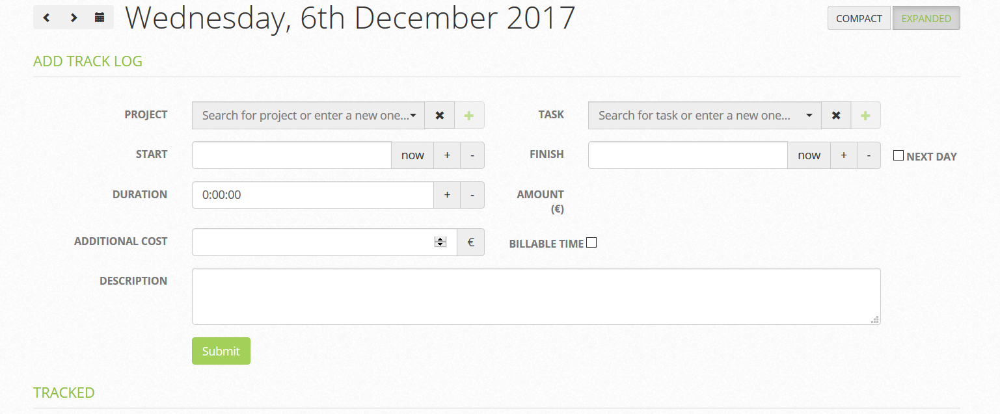 Wednesday, 6th December 2017
COMPACT EXPANDED
ADD TRACK LOG
PROJECT Search for project or enter a new one... TASK Search for task or enter a new one...
START now + - FINISH now + - NEXT DAY
DURATION 0:00:00 + - AMOUNT
(€)
ADDITIONAL COST € BILLABLE TIME
DESCRIPTION
Submit
TRACKED